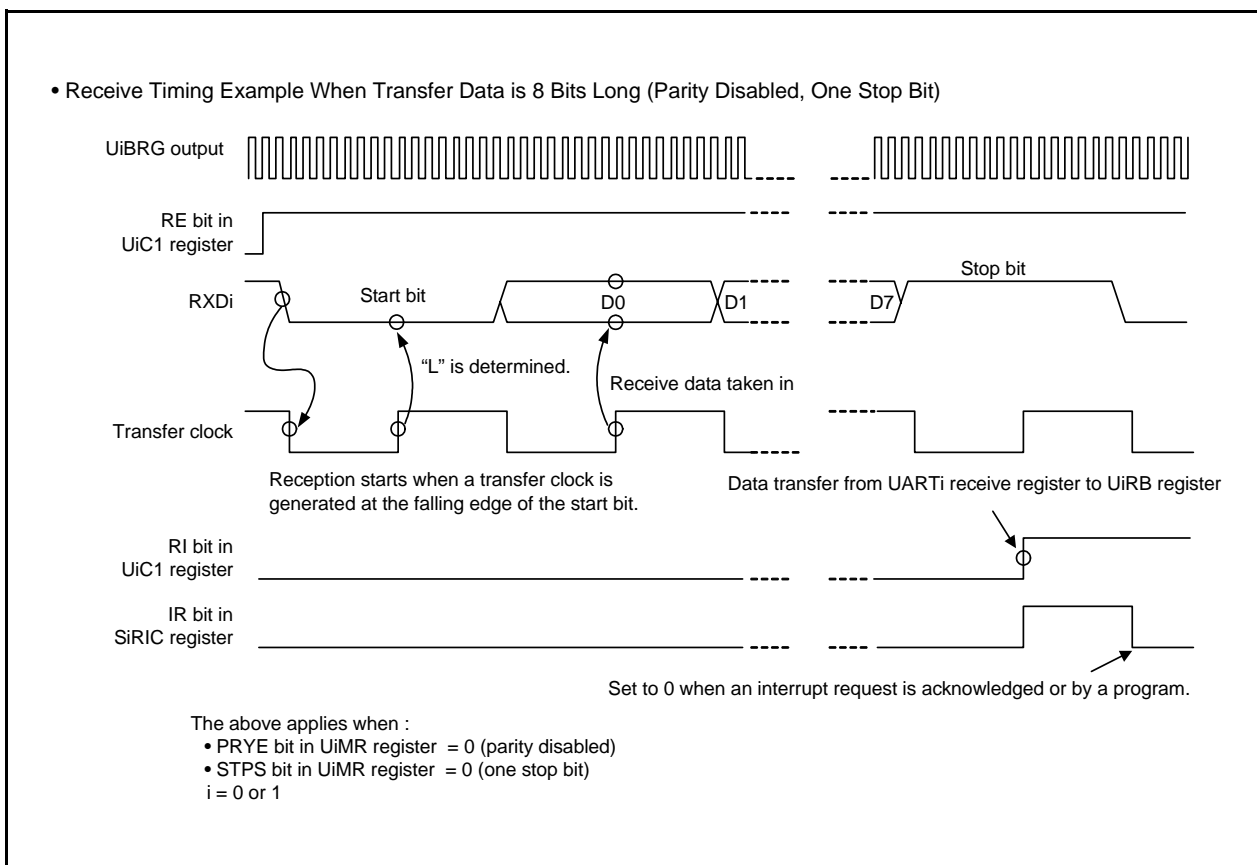 • Receive Timing Example When Transfer Data is 8 Bits Long (Parity Disabled, One Stop Bit)
UiBRG output
RE bit in
UiC1 register
RXDi
Start bit
D0
D1
D7
Stop bit
“L” is determined.
Receive data taken in
Transfer clock
Reception starts when a transfer clock is
generated at the falling edge of the start bit.
Data transfer from UARTi receive register to UiRB register
RI bit in
UiC1 register
IR bit in
SiRIC register
Set to 0 when an interrupt request is acknowledged or by a program.
The above applies when :
• PRYE bit in UiMR register = 0 (parity disabled)
• STPS bit in UiMR register = 0 (one stop bit)
i = 0 or 1